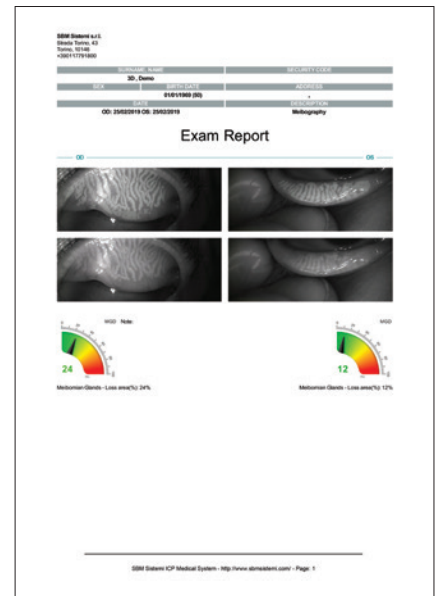 SBM Sistemi s.r.l.
Strada Torino, 43
Torino, 10146
+390117791800
SURNAME, NAME SECURITY CODE
3D, Demo
SEX BIRTH DATE ADDRESS
01/01/1969 (50) ,
DATE DESCRIPTION
OD: 25/02/2019 OS: 25/02/2019 Meibography
Exam Report
OD OS
MGD Note: MGD
24 12
Meibomian Glands - Loss area(%): 24% Meibomian Glands - Loss area(%): 12%
SBM Sistemi ICP Medical System - http://www.sbmsistemi.com/ - Page: 1